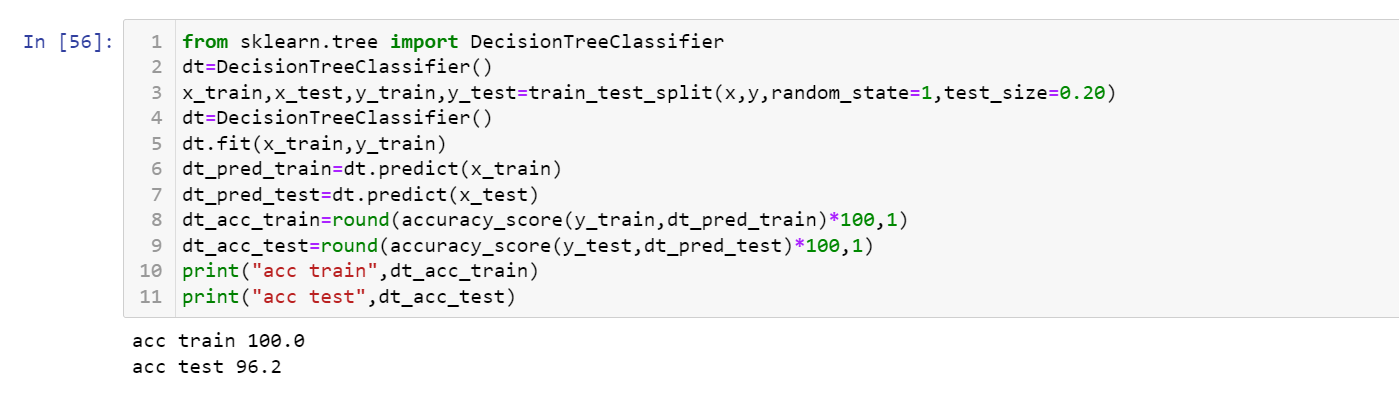 In [56]:
1 from sklearn.tree import DecisionTreeClassifier
2 dt=DecisionTreeClassifier()
3 x_train,x_test,y_train,y_test=train_test_split(x,y,random_state=1,test_size=0.20)
4 dt=DecisionTreeClassifier()
5 dt.fit(x_train,y_train)
6 dt_pred_train=dt.predict(x_train)
7 dt_pred_test=dt.predict(x_test)
8 dt_acc_train=round(accuracy_score(y_train,dt_pred_train)*100,1)
9 dt_acc_test=round(accuracy_score(y_test,dt_pred_test)*100,1)
10 print("acc train",dt_acc_train)
11 print("acc test",dt_acc_test)
acc train 100.0
acc test 96.2